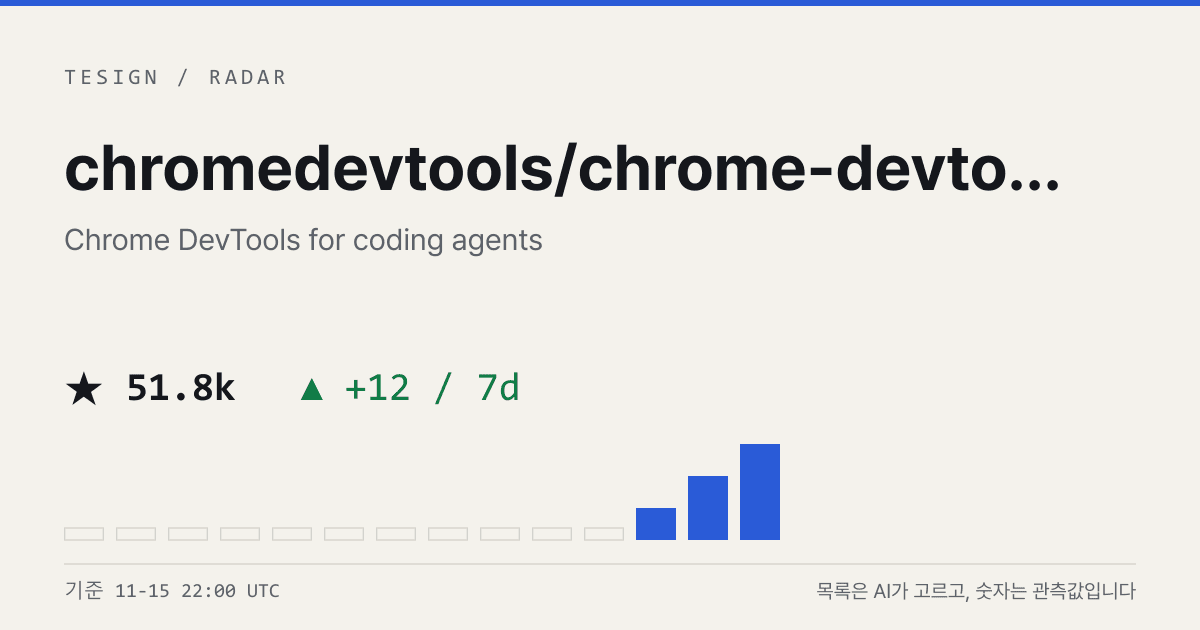 TESIGN / RADAR
chromedevtools/chrome-devto...
Chrome DevTools for coding agents
★ 51.8k ▲ +12 / 7d
기준 11-15 22:00 UTC
목록은 AI가 고르고, 숫자는 관측값입니다